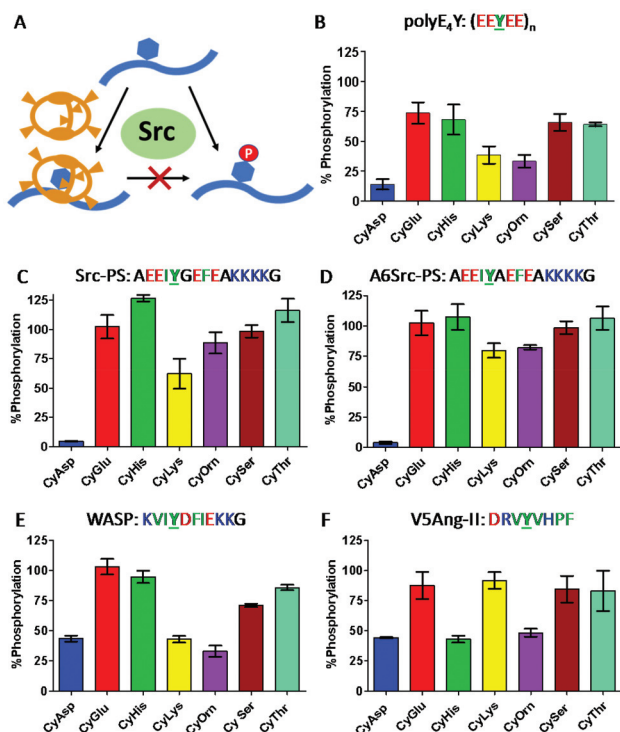 A
Src
P
B
polyE₄Y: (EEYEE)ₙ
% Phosphorylation
125
100
75
50
25
0
CyAsp
CyGlu
CyHis
CyLys
CyOrn
CySer
CyThr
C
Src-PS: AEEIYGEFEAKKKKG
%Phosphorylation
125
100
75
50
25
0
CyAsp
CyGlu
CyHis
CyLys
CyOrn
CySer
CyThr
D
A6Src-PS: AEEIYAEFEAKKKKG
%Phosphorylation
125
100
75
50
25
0
CyAsp
CyGlu
CyHis
CyLys
CyOrn
CySer
CyThr
E
WASP: KVIYDFIEKKG
%Phosphorylation
125
100
75
50
25
0
CyAsp
CyGlu
CyHis
CyLys
CyOrn
Cy Ser
CyThr
F
V5Ang-II: DRVYVHPF
%Phosphorylation
125
100
75
50
25
0
CyAsp
CyGlu
CyHis
CyLys
CyOrn
CySer
CyThr